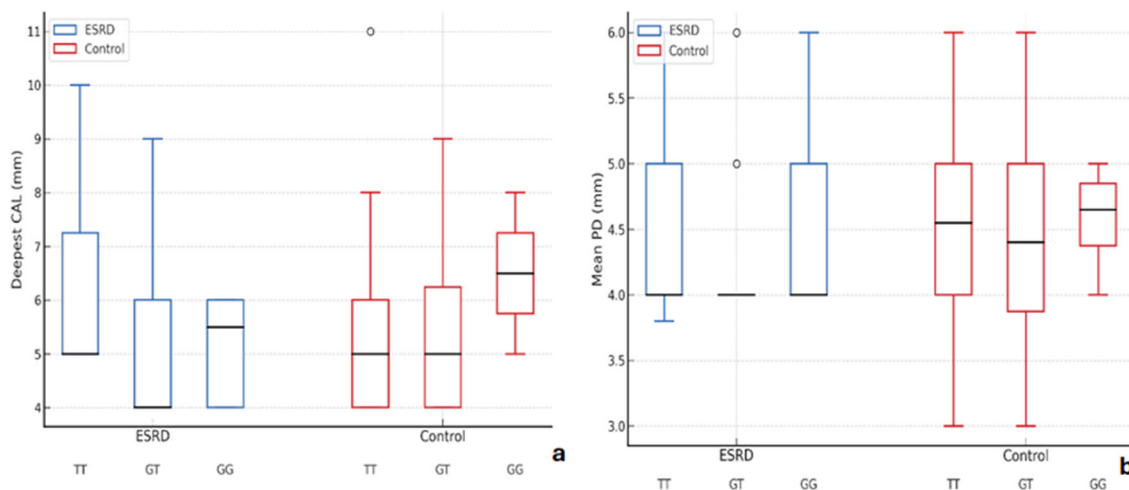 ESRD
Control
Deepest CAL (mm)
11
10
9
8
7
6
5
4
ESRD Control
TT GT GG TT GT GG
a
ESRD
Control
Mean PD (mm)
6.0
5.5
5.0
4.5
4.0
3.5
3.0
ESRD Control
TT GT GG TT GT GG
b